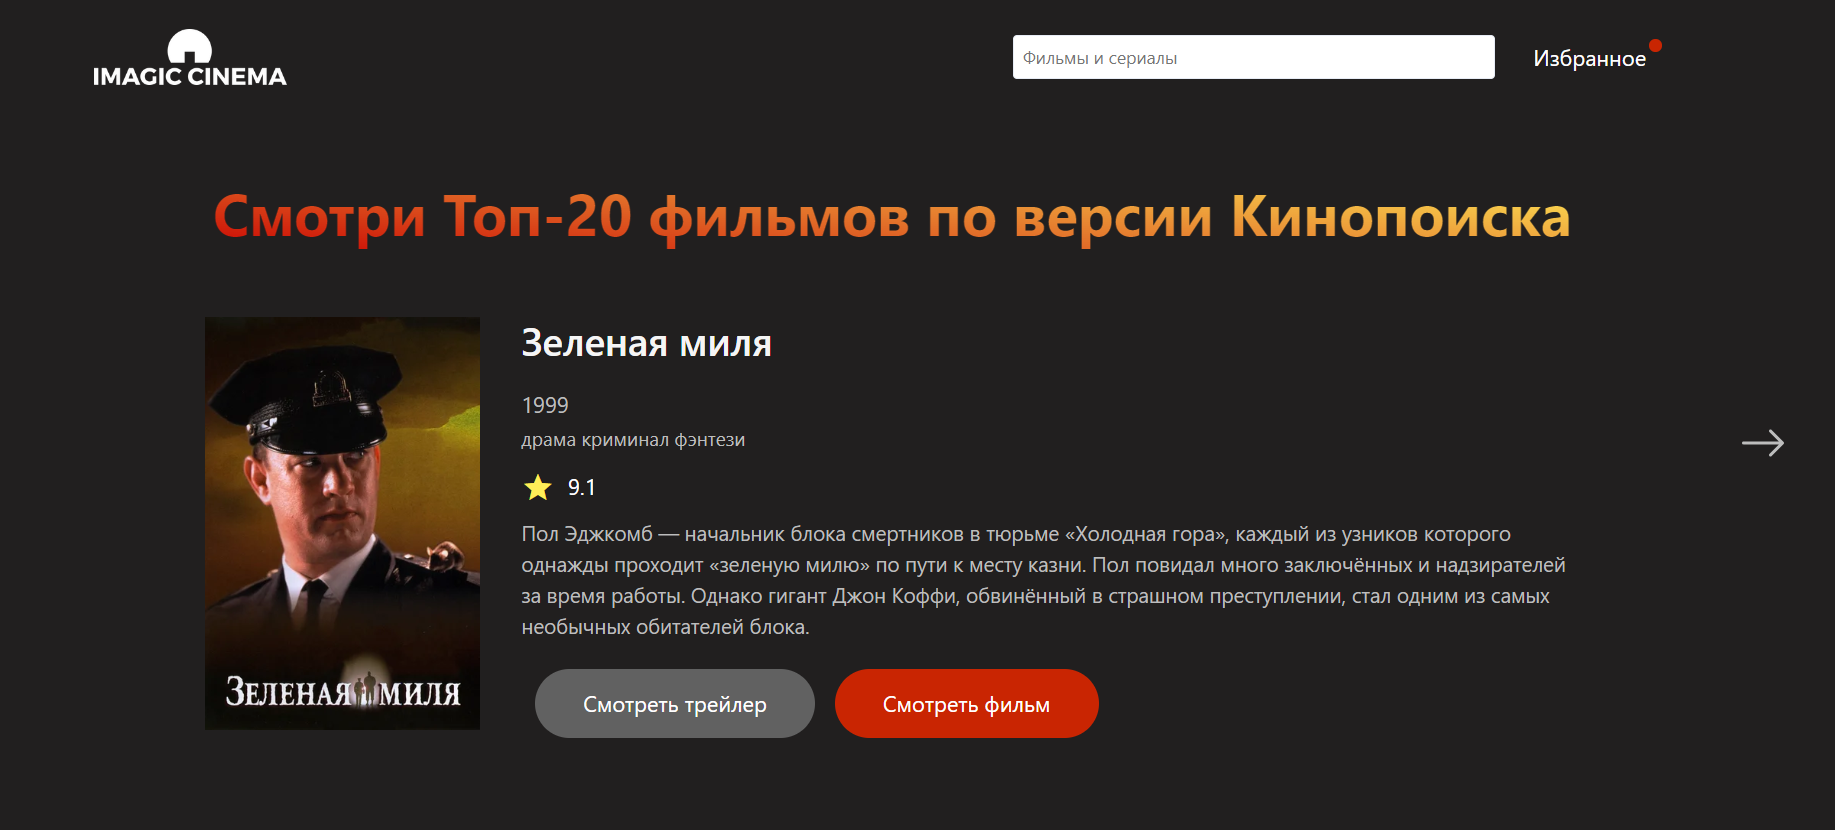 IMAGIC CINEMA
Фильмы и сериалы
Избранное
Смотри Топ-20 фильмов по версии Кинопоиска
Зеленая миля
1999
драма криминал фэнтези
9.1
Пол Эджкомб — начальник блока смертников в тюрьме «Холодная гора», каждый из узников которого
однажды проходит «зеленую милю» по пути к месту казни. Пол повидал много заключённых и надзирателей
за время работы. Однако гигант Джон Коффи, обвинённый в страшном преступлении, стал одним из самых
необычных обитателей блока.
ЗЕЛЕНАЯ МИЛЯ
Смотреть трейлер
Смотреть фильм